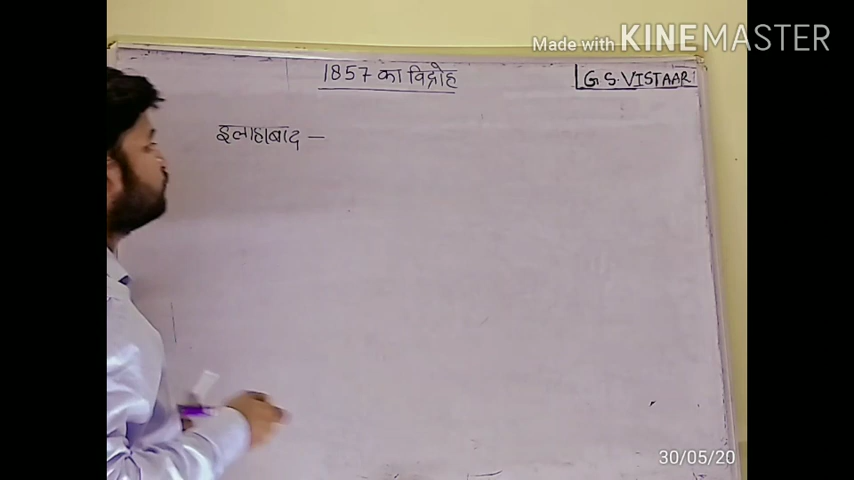 Made with KINEMASTER
1857 का विद्रोह
G S. VISTAAR
इलाहाबाद –
30/05/20